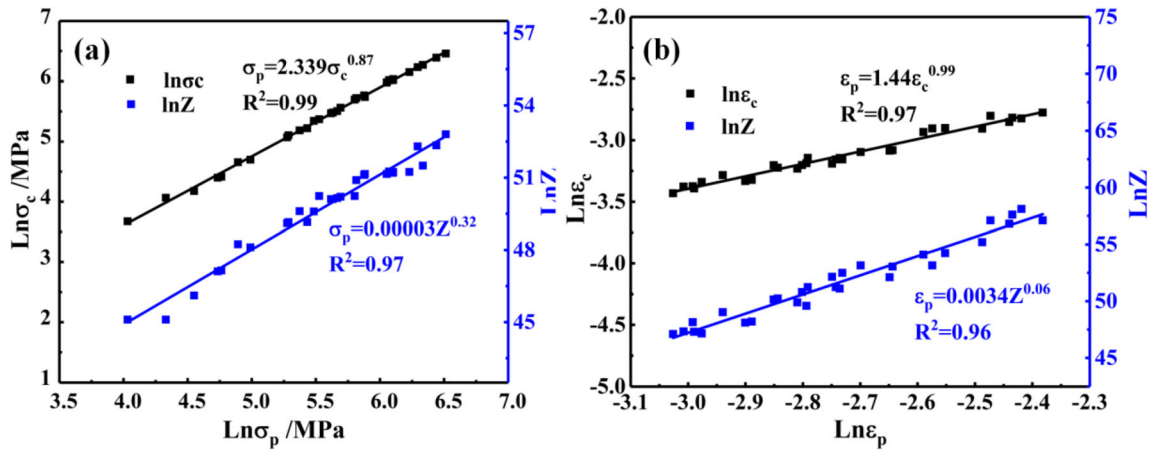 (a)
lnσc
lnZ
σp=2.339σc^0.87
R²=0.99
σp=0.00003Z^0.32
R²=0.97
Lnσc /MPa
7
6
5
4
3
2
1
3.5 4.0 4.5 5.0 5.5 6.0 6.5 7.0
Lnσp /MPa
57
54
51
48
45
LnZ
(b)
lnεc
lnZ
εp=1.44εc^0.99
R²=0.97
εp=0.0034Z^0.06
R²=0.96
Lnεc
-2.0
-2.5
-3.0
-3.5
-4.0
-4.5
-5.0
-3.1 -3.0 -2.9 -2.8 -2.7 -2.6 -2.5 -2.4 -2.3
Lnεp
75
70
65
60
55
50
45
LnZ